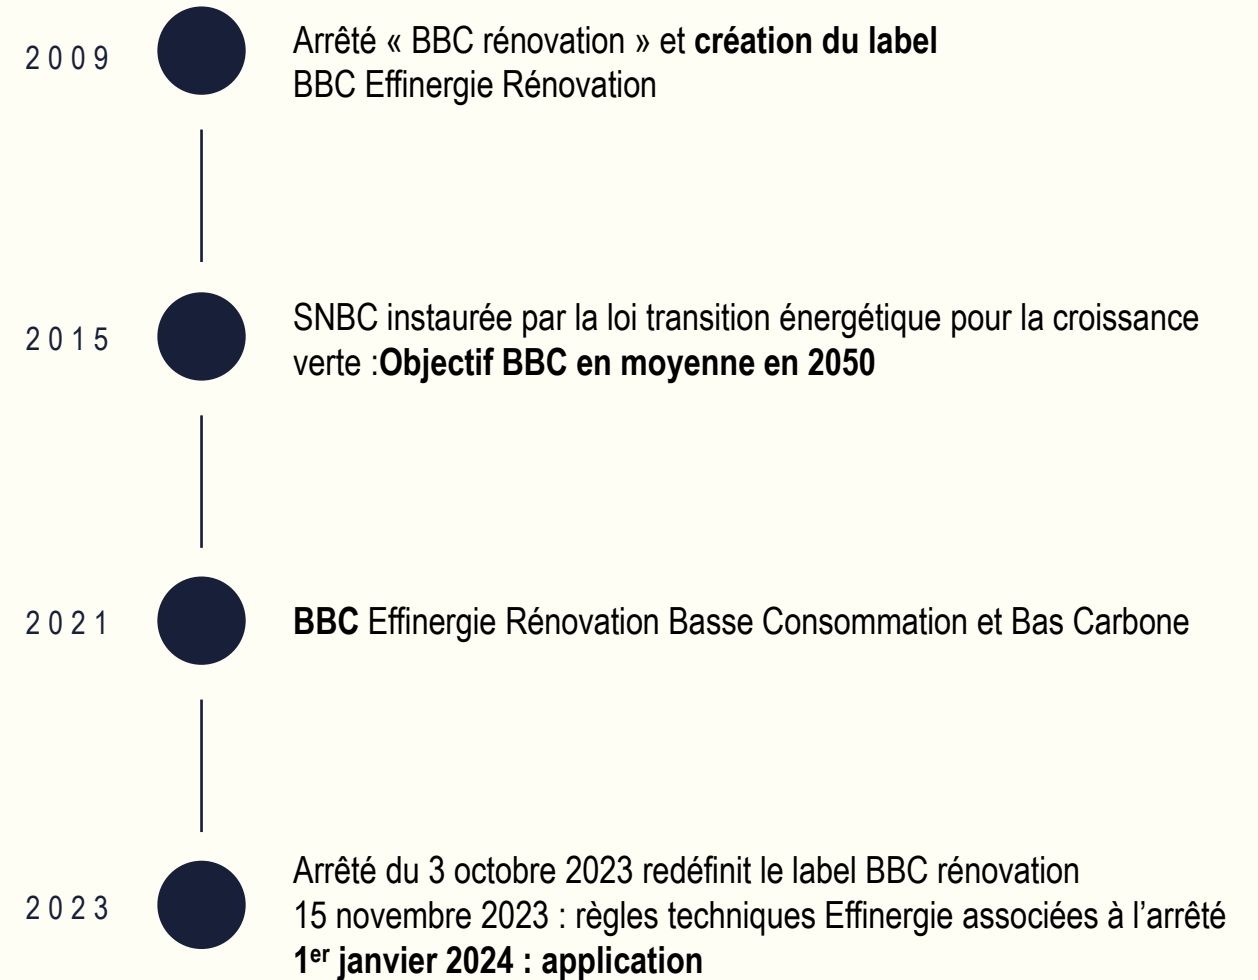 2009
Arrêté « BBC rénovation » et création du label
BBC Effinergie Rénovation
2015
SNBC instaurée par la loi transition énergétique pour la croissance
verte :Objectif BBC en moyenne en 2050
2021
BBC Effinergie Rénovation Basse Consommation et Bas Carbone
2023
Arrêté du 3 octobre 2023 redéfinit le label BBC rénovation
15 novembre 2023 : règles techniques Effinergie associées à l’arrêté
1er janvier 2024 : application